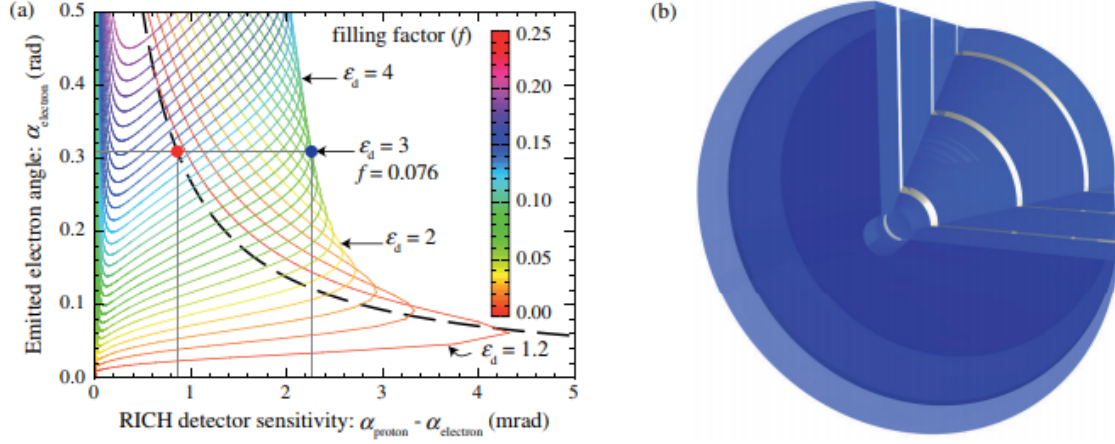 (a)
(b)
0.5
0.4
0.3
0.2
0.1
0.0
Emitted electron angle: α_electron (rad)
filling factor (f)
0.25
0.20
0.15
0.10
0.05
0.00
ε_d = 4
ε_d = 3
f = 0.076
ε_d = 2
ε_d = 1.2
0 1 2 3 4 5
RICH detector sensitivity: α_proton - α_electron (mrad)